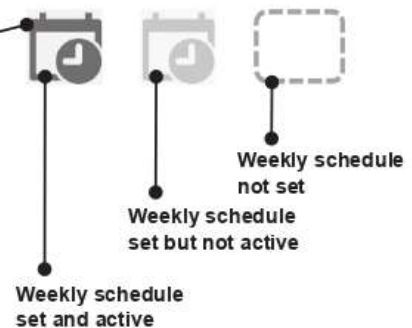 Weekly schedule
not set
Weekly schedule
set but not active
Weekly schedule
set and active